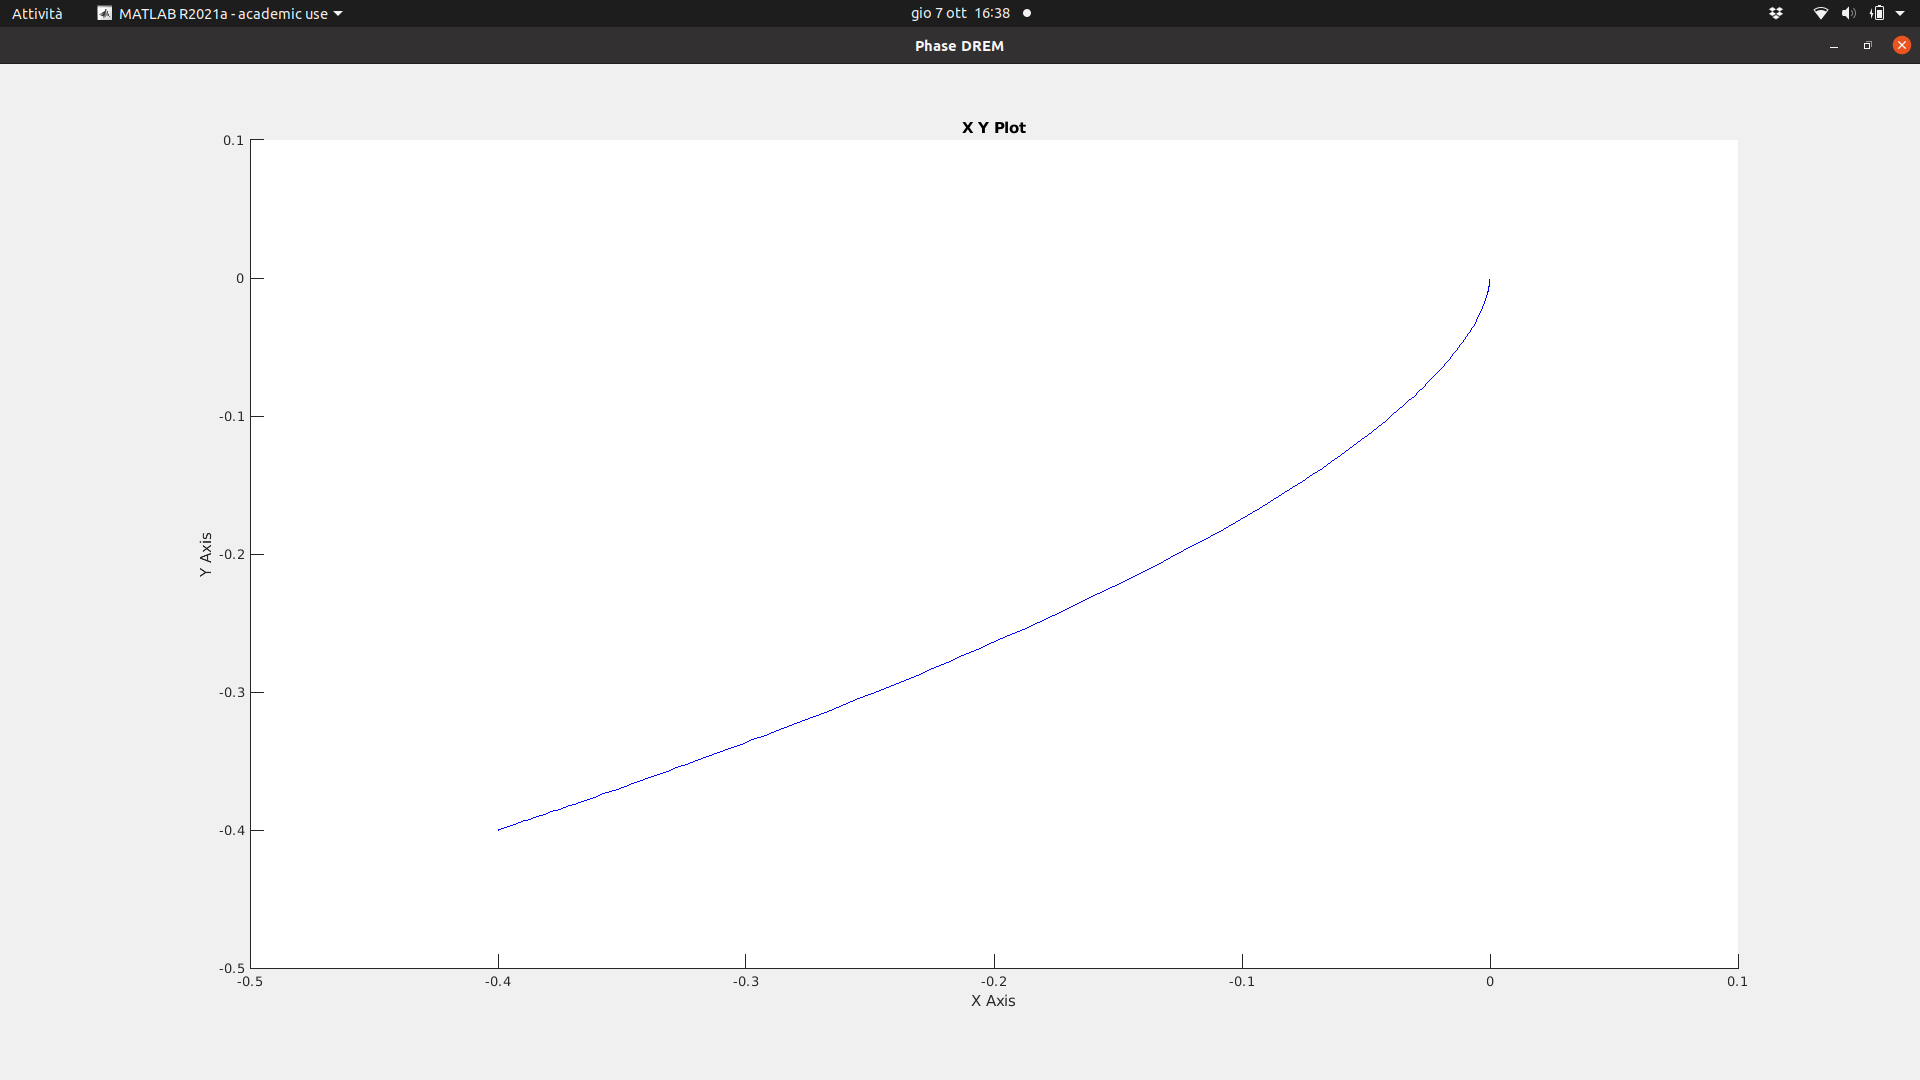 Attività MATLAB R2021a - academic use gio 7 ott 16:38
Phase DREM
X Y Plot
0.1
0
-0.1
-0.2
-0.3
-0.4
-0.5
Y Axis
-0.5 -0.4 -0.3 -0.2 -0.1 0 0.1
X Axis